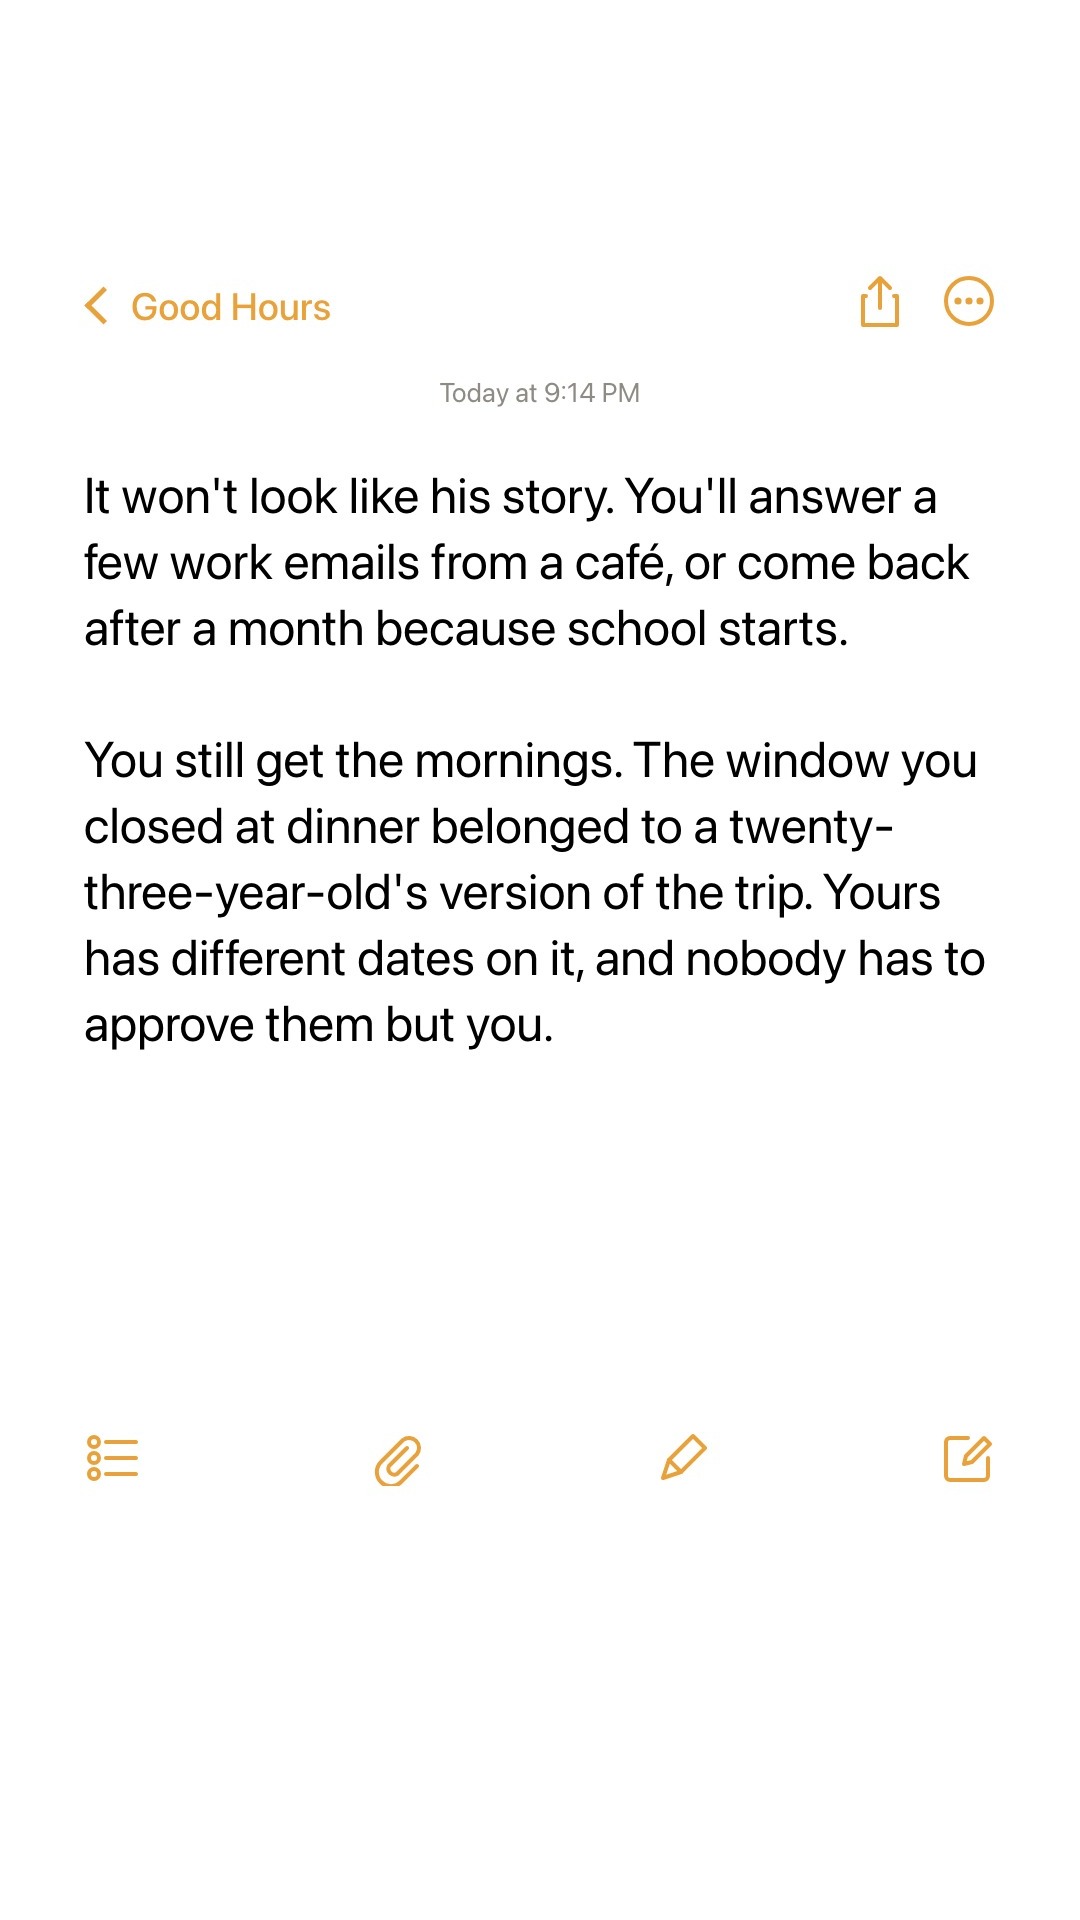 Good Hours
Today at 9:14 PM
It won't look like his story. You'll answer a
few work emails from a café, or come back
after a month because school starts.
You still get the mornings. The window you
closed at dinner belonged to a twenty-
three-year-old's version of the trip. Yours
has different dates on it, and nobody has to
approve them but you.